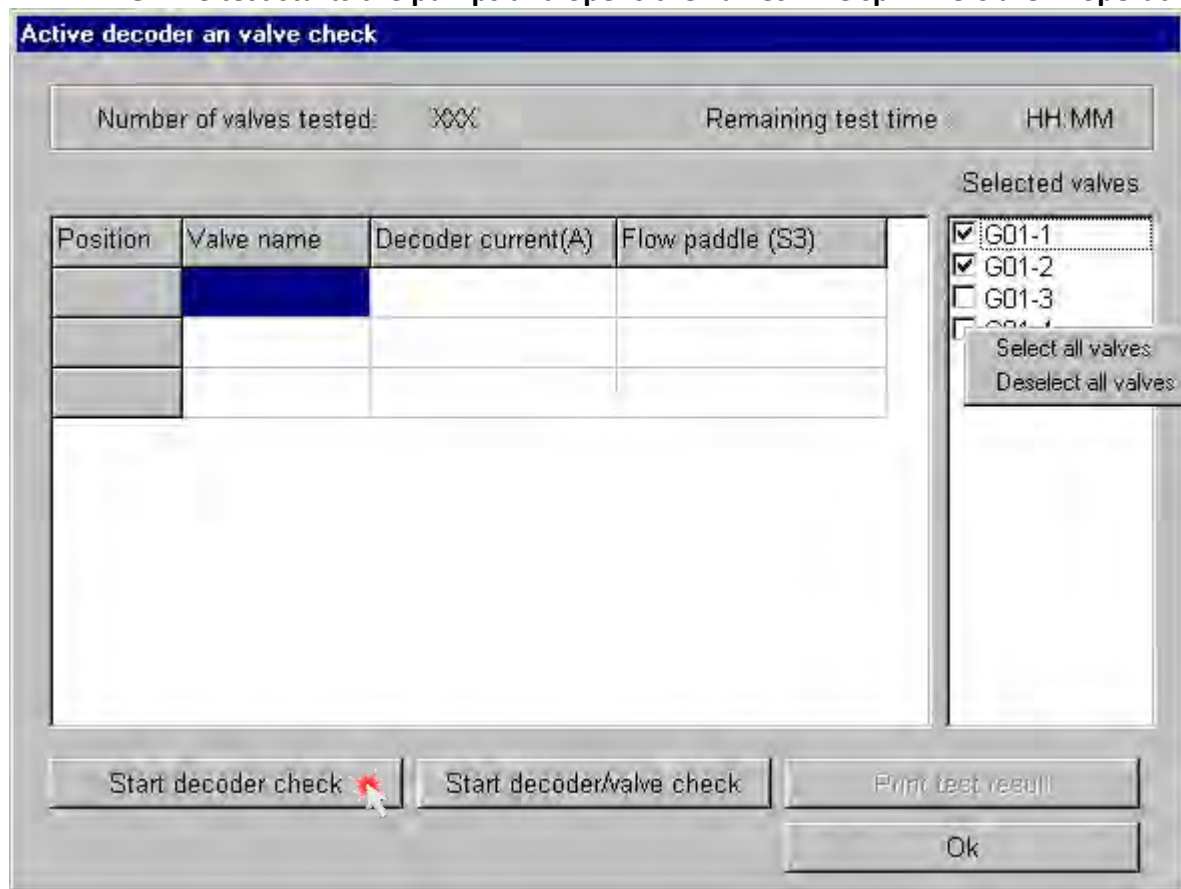 Active decoder an valve check
Number of valves tested: XXX Remaining test time : HH:MM
Selected valves
Position Valve name Decoder current(A) Flow paddle (S3)
G01-1
G01-2
G01-3
Select all valves
Deselect all valves
Start decoder check Start decoder/valve check Print test result
Ok